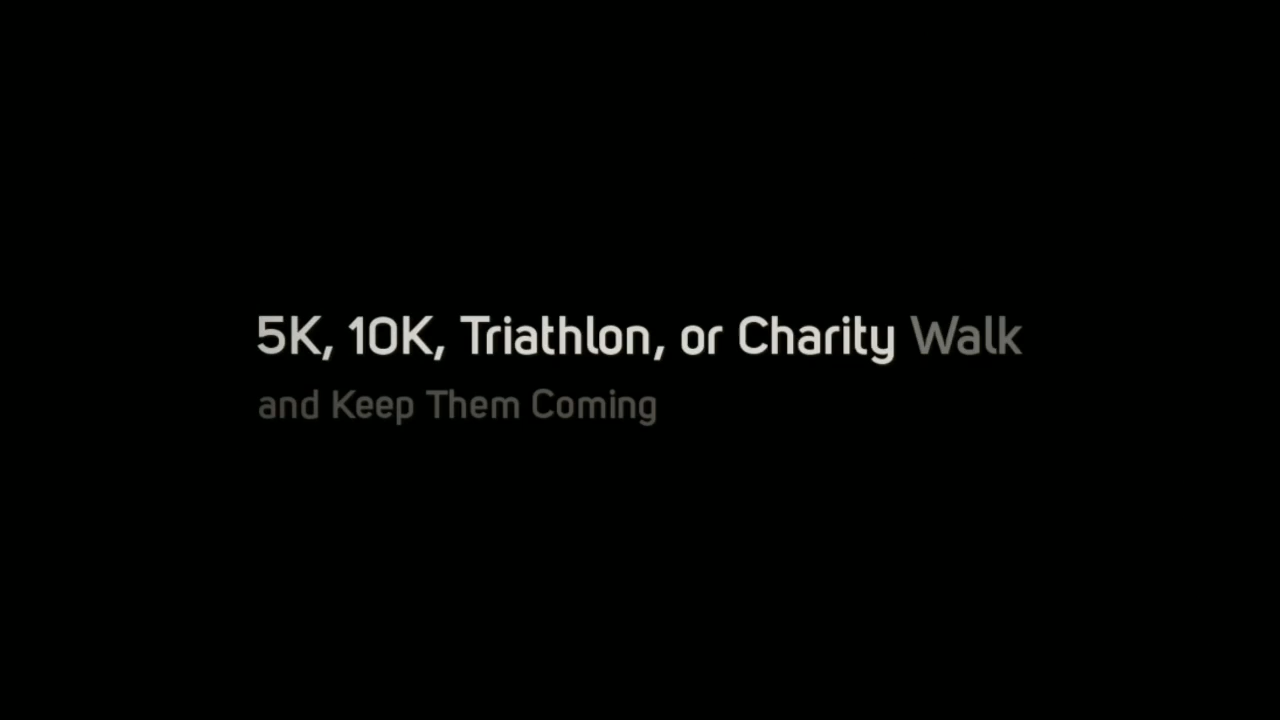 5K, 10K, Triathlon, or Charity Walk
and Keep Them Coming